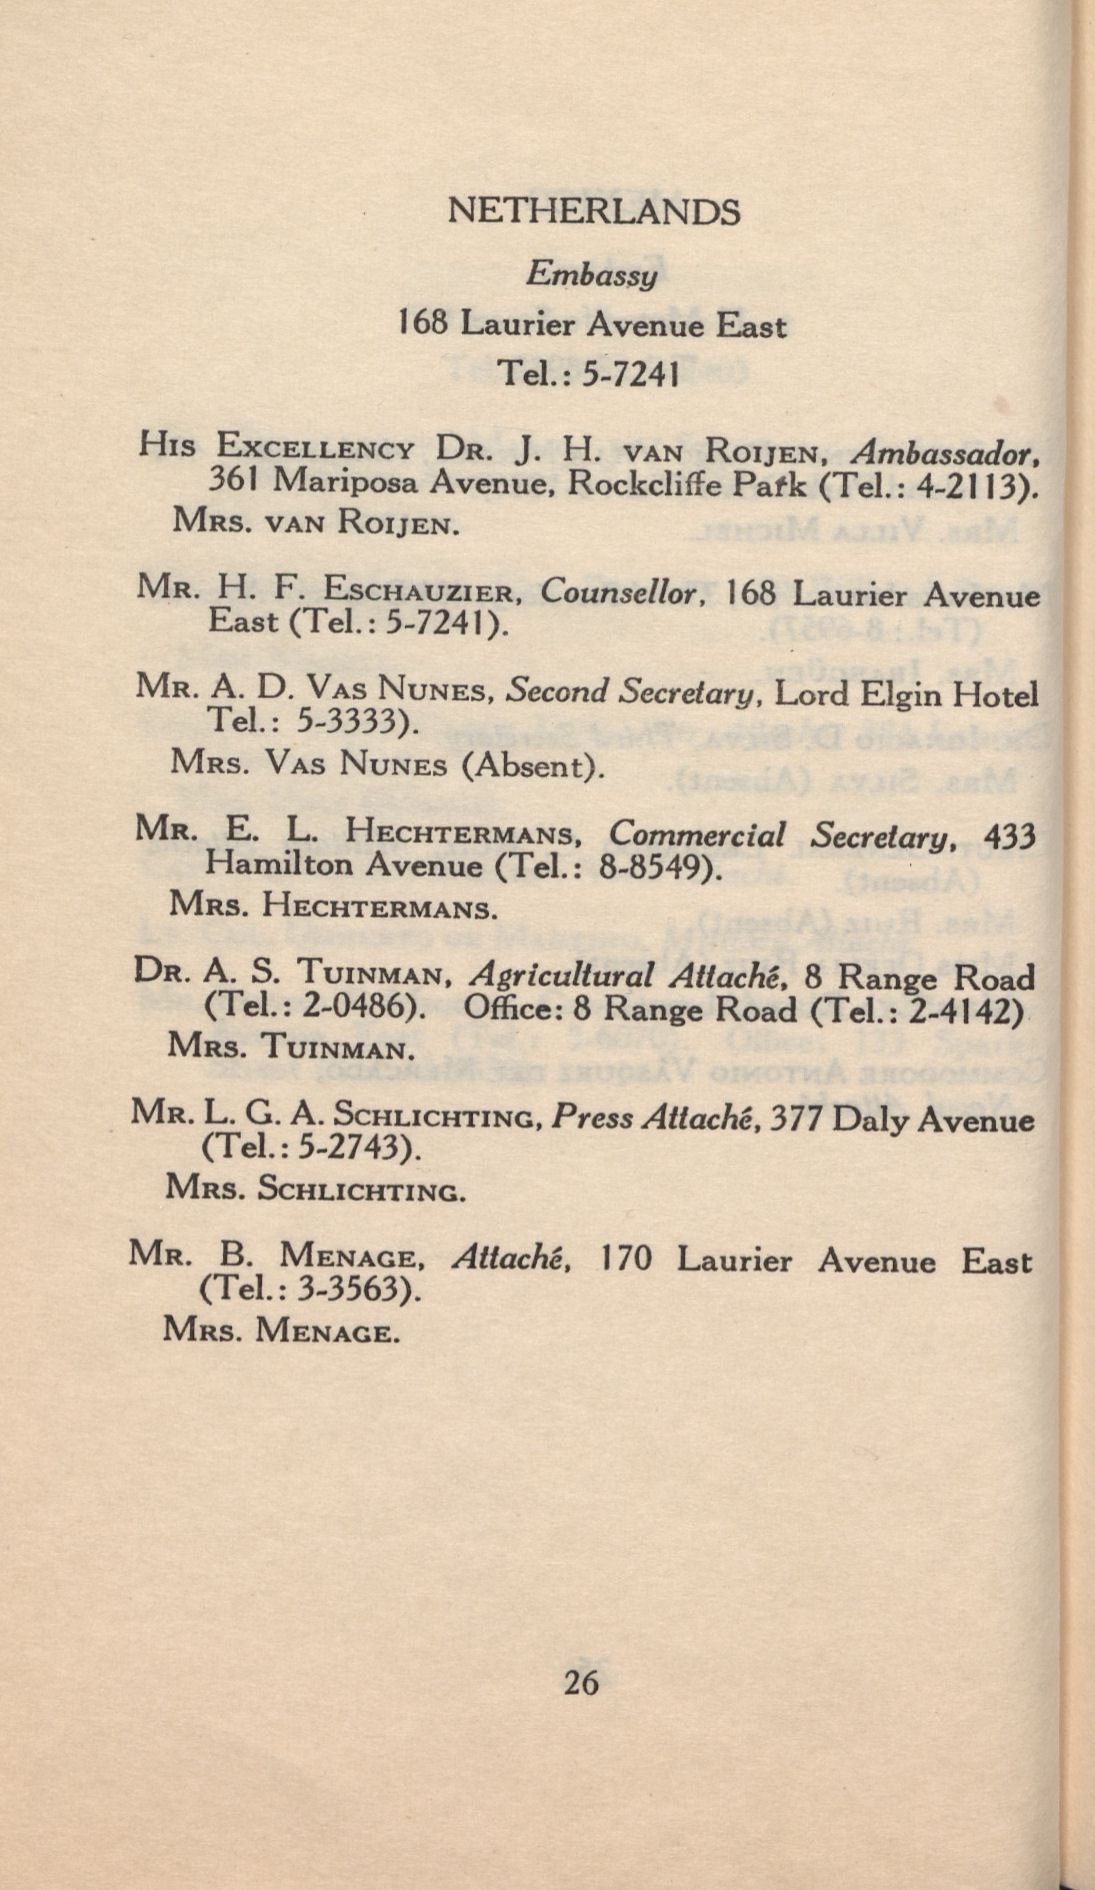 NETHERLANDS
Embassy
168 Laurier Avenue East
Tel.: 5-7241
His Excellency Dr. J. H. van Roijen, Ambassador,
361 Mariposa Avenue, Rockcliffe Park (Tel.: 4-2113).
Mrs. van Roijen.
Mr. H. F. Eschauzier, Counsellor, 168 Laurier Avenue
East (Tel.: 5-7241).
Mr. A. D. Vas Nunes, Second Secretary, Lord Elgin Hotel
Tel.: 5-3333).
Mrs. Vas Nunes (Absent).
Mr. E. L. Hechtermans, Commercial Secretary, 433
Hamilton Avenue (Tel.: 8-8549).
Mrs. Hechtermans.
Dr. A. S. Tuinman, Agricultural Attaché, 8 Range Road
(Tel.: 2-0486). Office: 8 Range Road (Tel.: 2-4142)
Mrs. Tuinman.
Mr. L. G. A. Schlichting, Press Attaché, 377 Daly Avenue
(Tel.: 5-2743).
Mrs. Schlichting.
Mr. B. Menage, Attaché, 170 Laurier Avenue East
(Tel.: 3-3563).
Mrs. Menage.
26